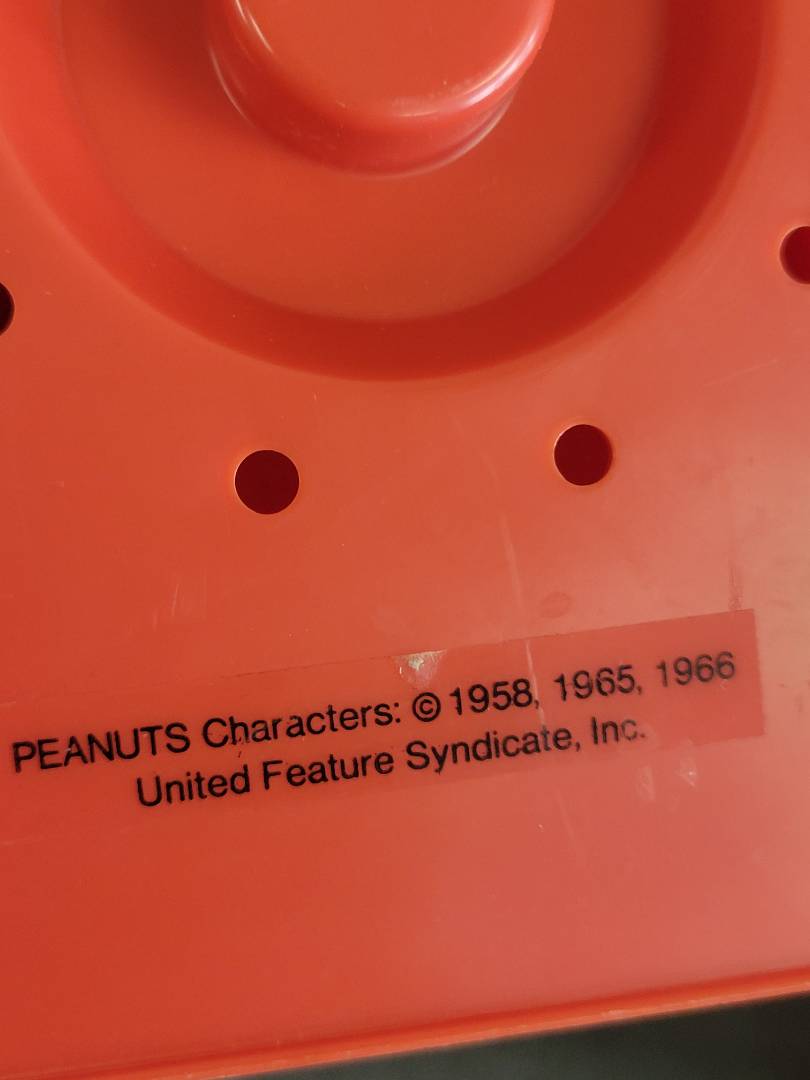 PEANUTS Characters: © 1958, 1965, 1966
United Feature Syndicate, Inc.